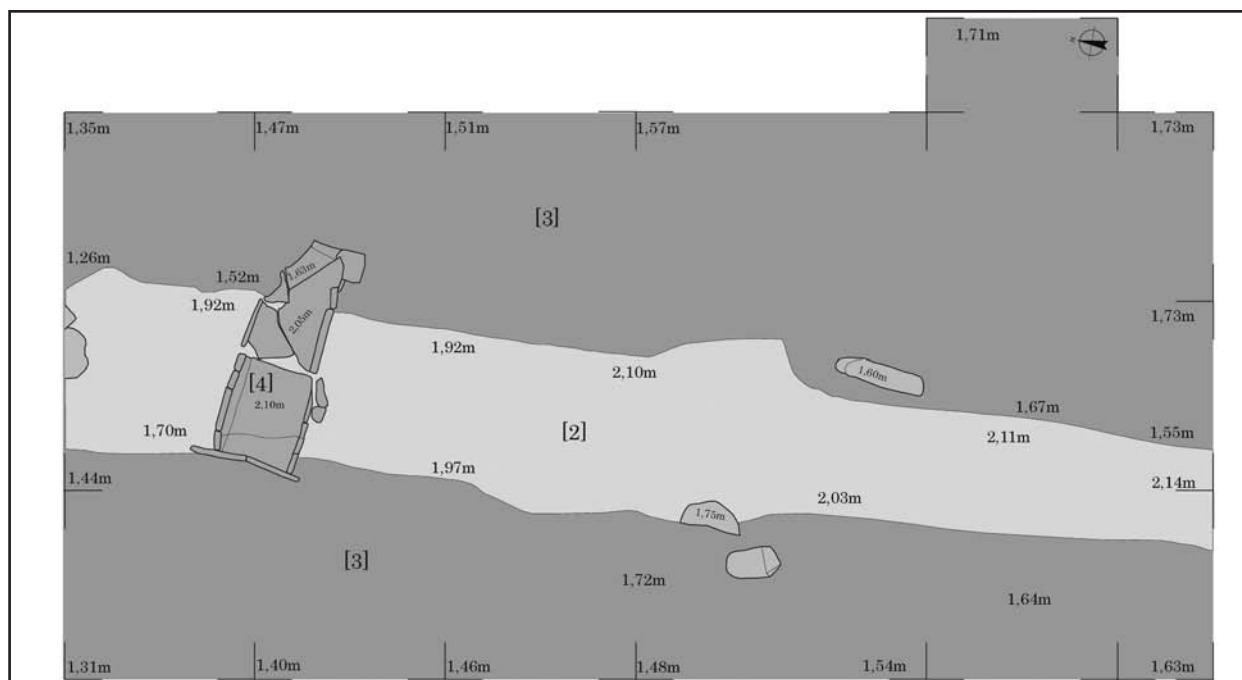 1,71m
N
1,35m
1,47m
1,51m
1,57m
1,73m
[3]
1,26m
1,52m
1,63m
1,92m
2,05m
1,73m
1,92m
2,10m
1,60m
[4]
2,10m
1,67m
1,70m
[2]
2,11m
1,55m
1,97m
2,14m
1,44m
2,03m
1,75m
[3]
1,72m
1,64m
1,31m
1,40m
1,46m
1,48m
1,54m
1,63m